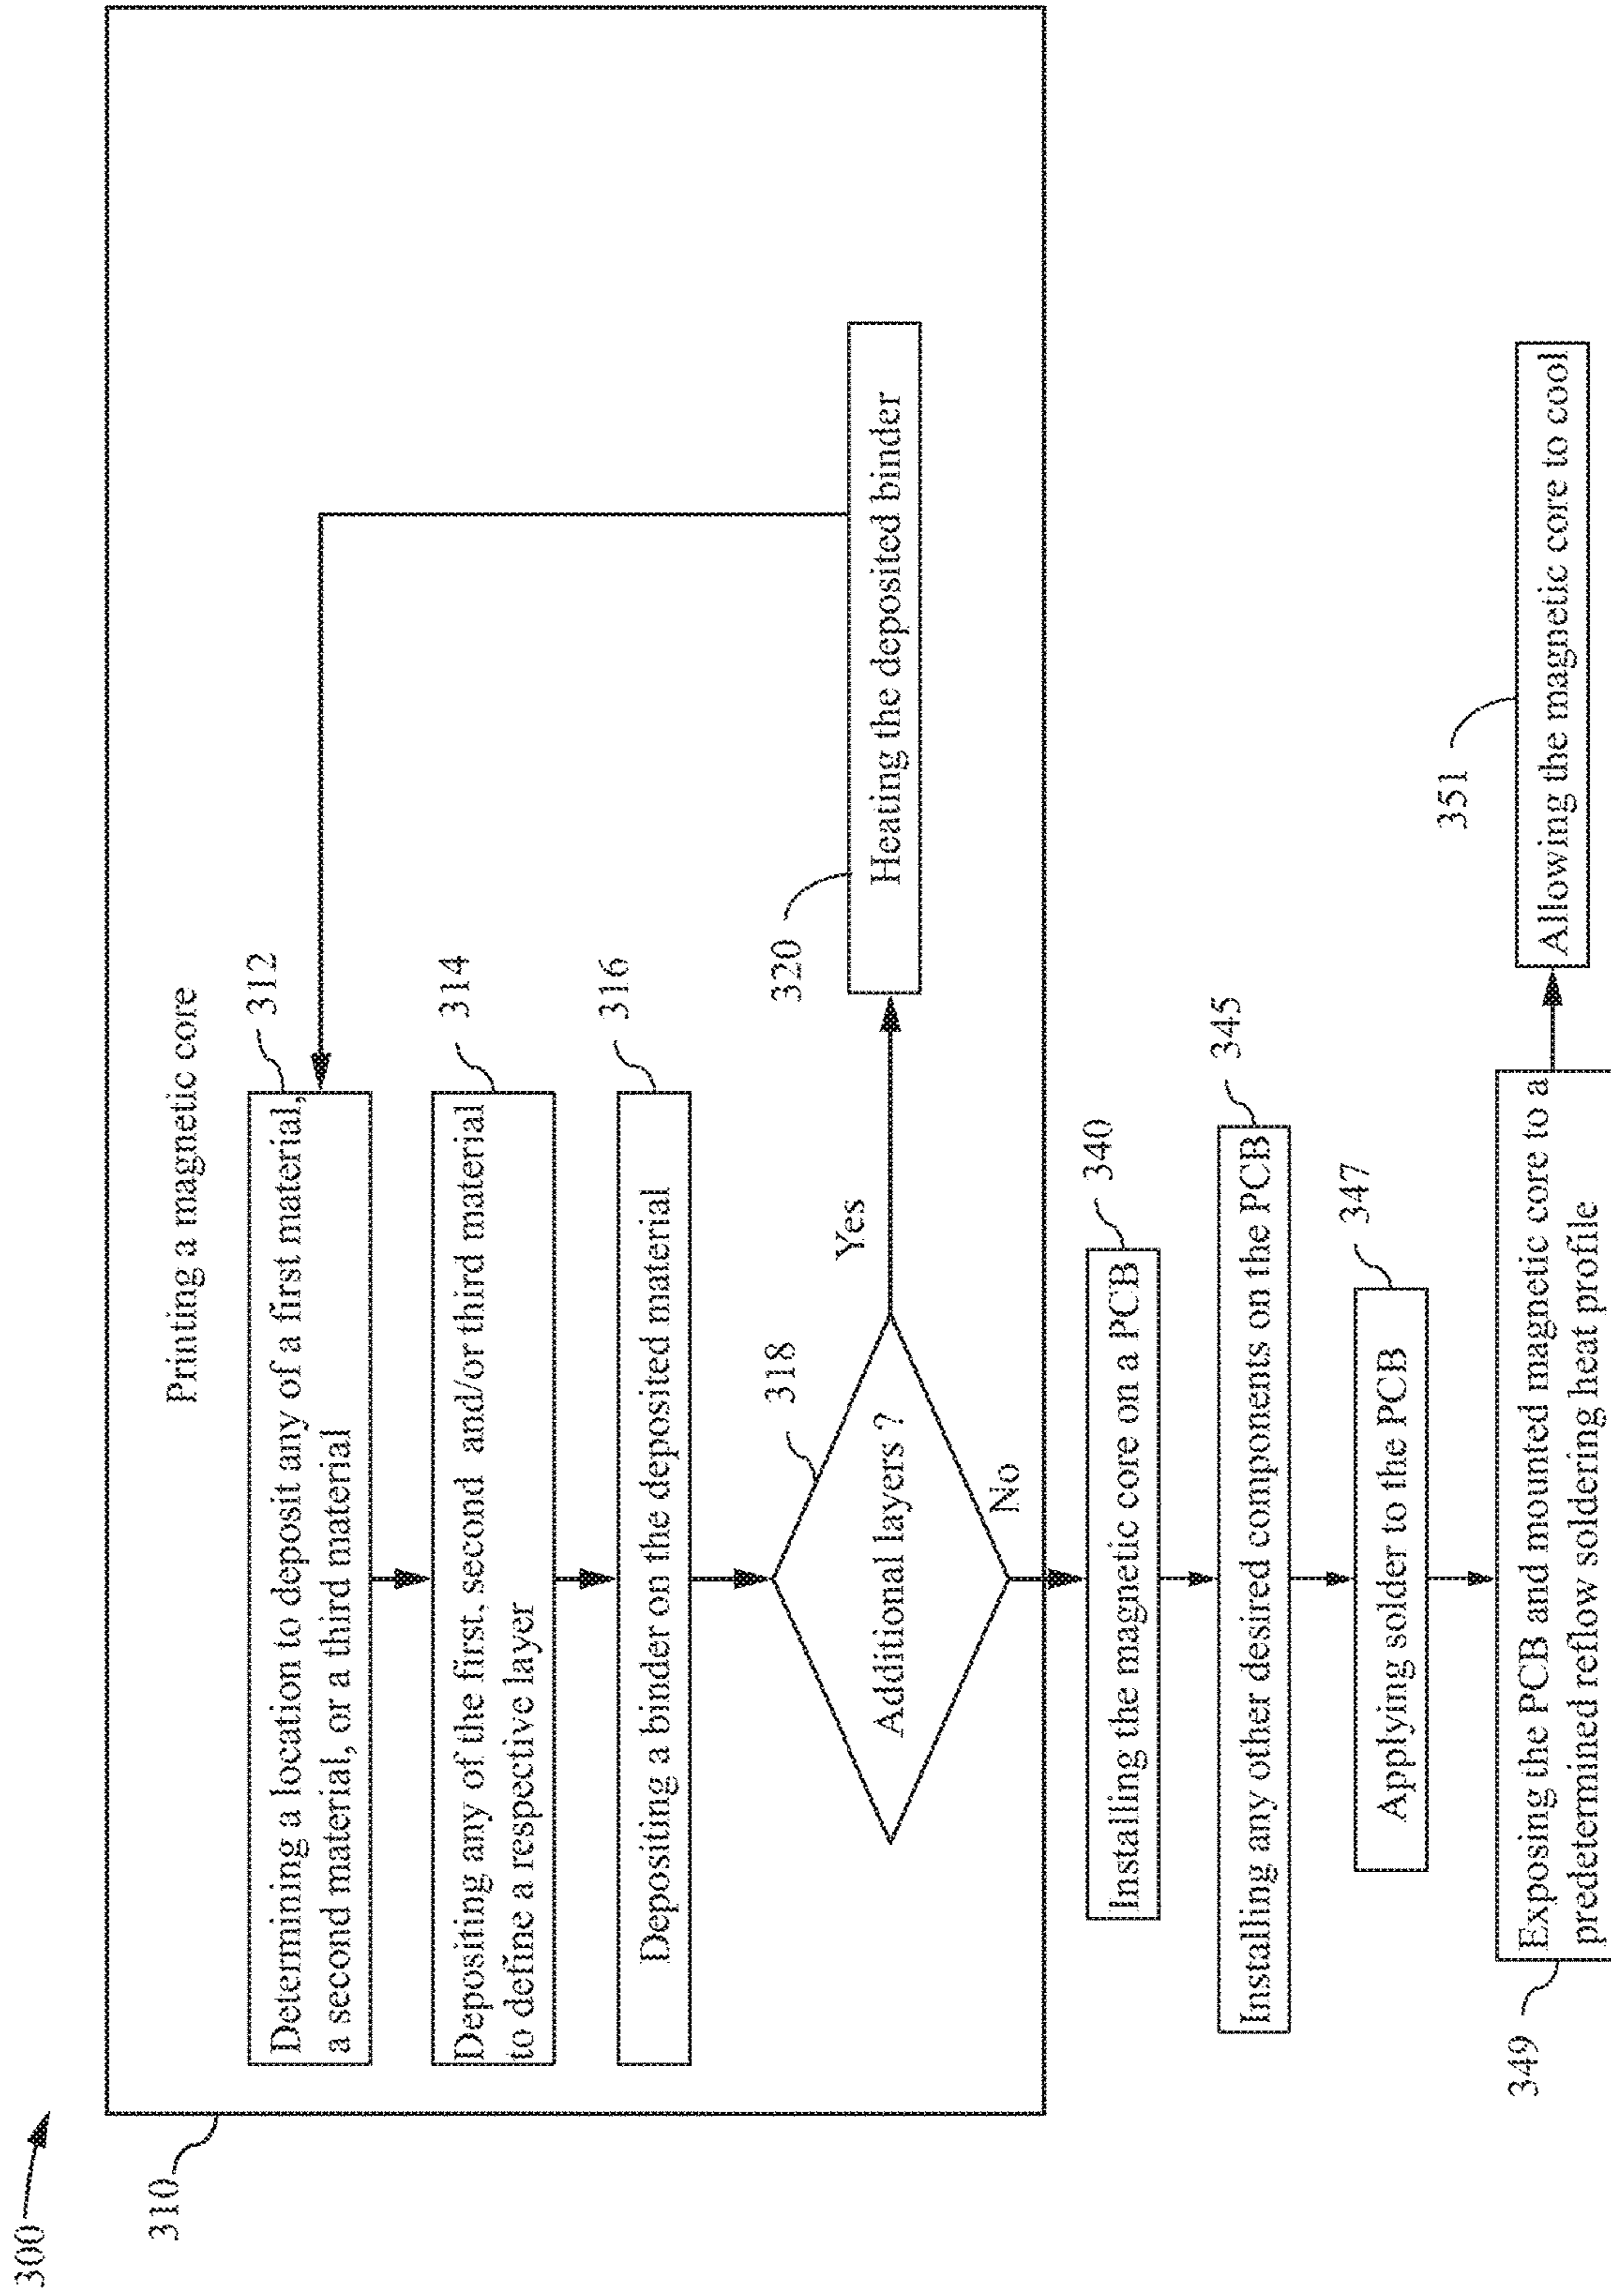 300
310
Printing a magnetic core
312
Determining a location to deposit any of a first material,
a second material, or a third material
314
Depositing any of the first, second and/or third material
to define a respective layer
316
Depositing a binder on the deposited material
318
Additional layers ?
Yes
320
Heating the deposited binder
No
340
Installing the magnetic core on a PCB
345
Installing any other desired components on the PCB
347
Applying solder to the PCB
349
Exposing the PCB and mounted magnetic core to a
predetermined reflow soldering heat profile
351
Allowing the magnetic core to cool